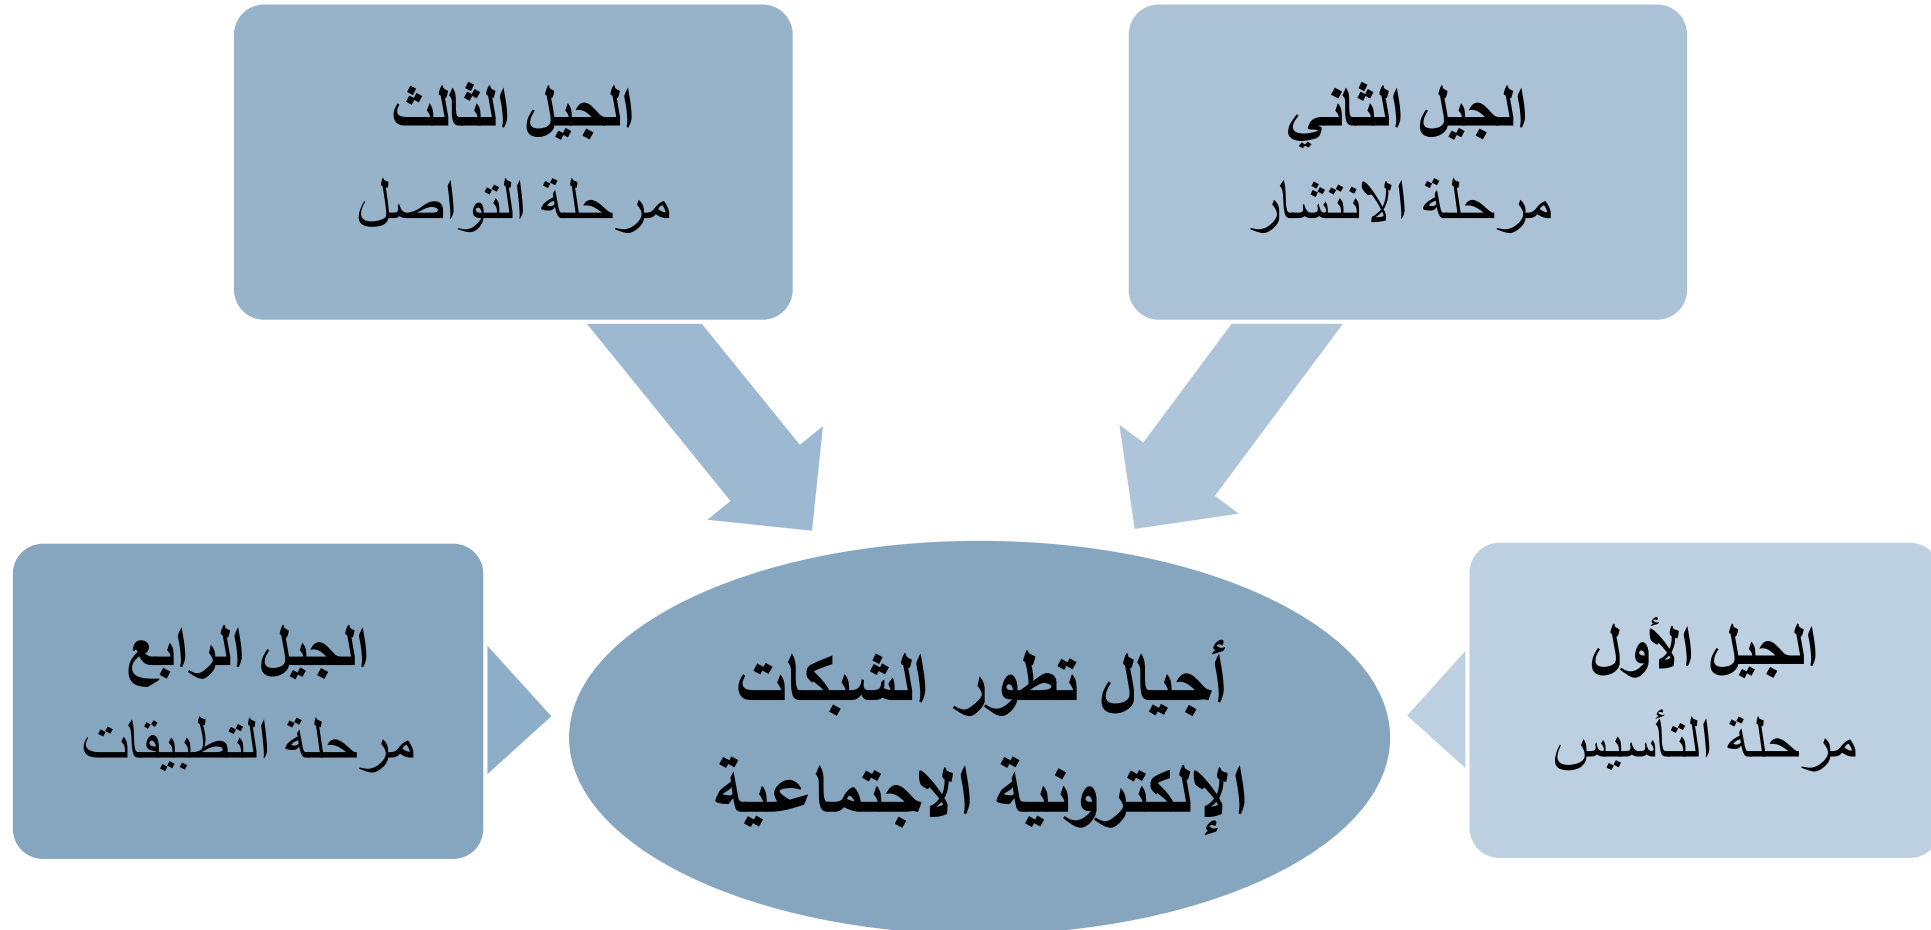 الجيل الثاني
مرحلة الانتشار
الجيل الثالث
مرحلة التواصل
الجيل الأول
مرحلة التأسيس
أجيال تطور الشبكات
الإلكترونية الاجتماعية
الجيل الرابع
مرحلة التطبيقات